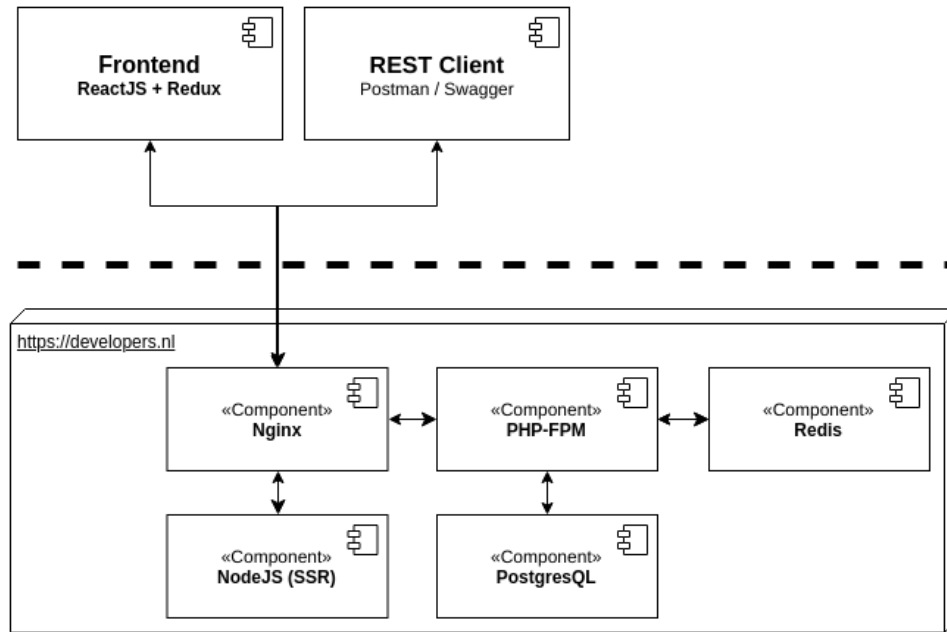 Frontend
ReactJS + Redux
REST Client
Postman / Swagger
https://developers.nl
«Component»
Nginx
«Component»
PHP-FPM
«Component»
Redis
«Component»
NodeJS (SSR)
«Component»
PostgresQL